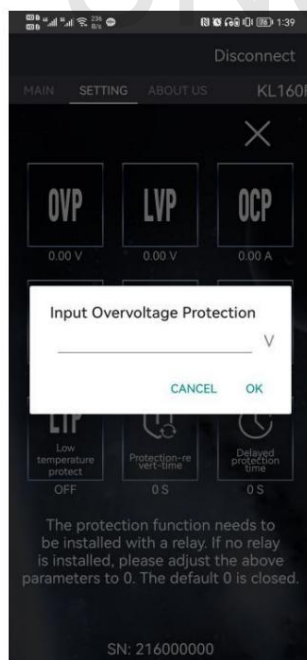 236
B/s
1:39
Disconnect
MAIN SETTING ABOUT US
OVP LVP OCP
0.00 V 0.00 V 0.00 A
Input Overvoltage Protection
V
CANCEL OK
LTP
Low
temperature
protect
Protection-re
vert-time
Delayed
protection
time
OFF 0 S 0 S
The protection function needs to
be installed with a relay. If no relay
is installed, please adjust the above
parameters to 0. The default 0 is closed.
SN: 216000000